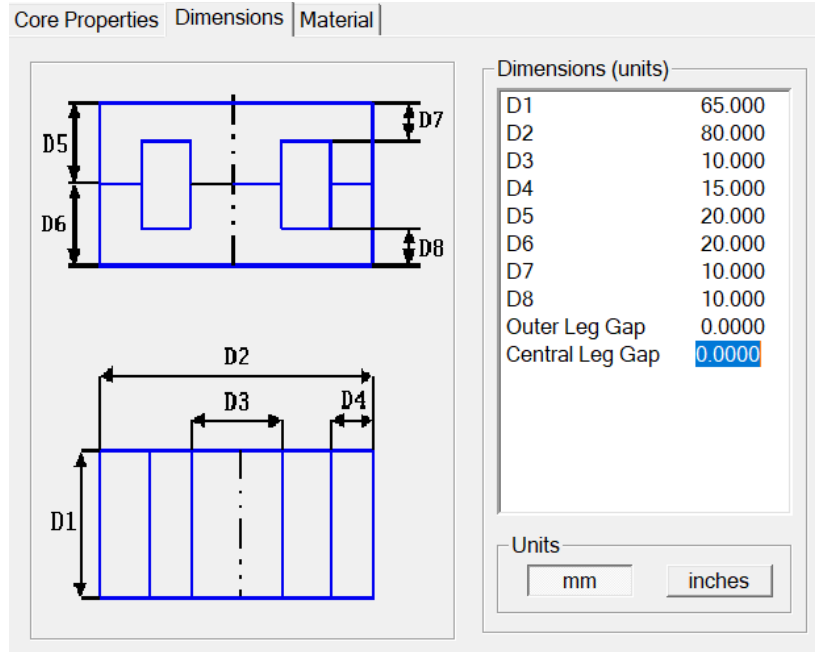 Core Properties Dimensions Material
Dimensions (units)
D5
D7
D6
D8
D2
D3 D4
D1
D1 65.000
D2 80.000
D3 10.000
D4 15.000
D5 20.000
D6 20.000
D7 10.000
D8 10.000
Outer Leg Gap 0.0000
Central Leg Gap 0.0000
Units
mm inches